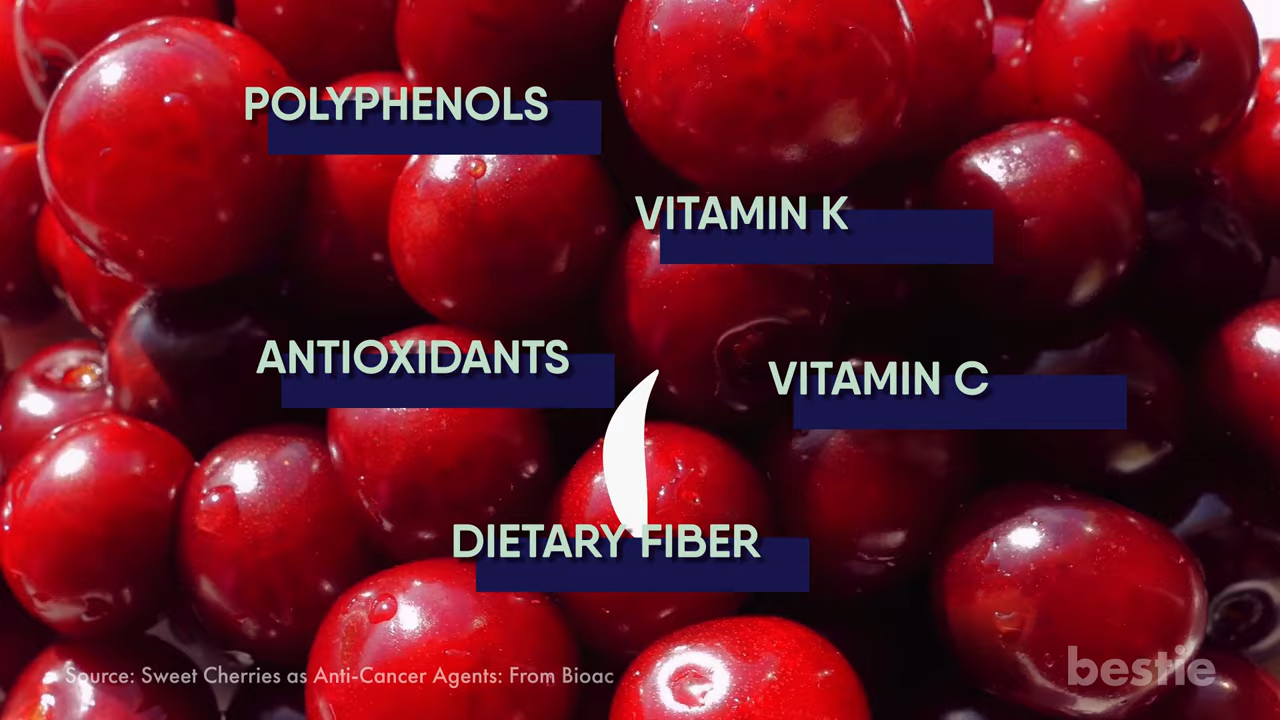 POLYPHENOLS
VITAMIN K
ANTIOXIDANTS
VITAMIN C
DIETARY FIBER
Source: Sweet Cherries as Anti-Cancer Agents: From Bioac
bestie